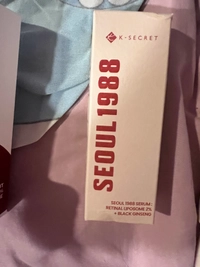 K-SECRET
SEOUL1988
SEOUL 1988 SERUM :
RETINAL LIPOSOME 2%
+ BLACK GINSENG